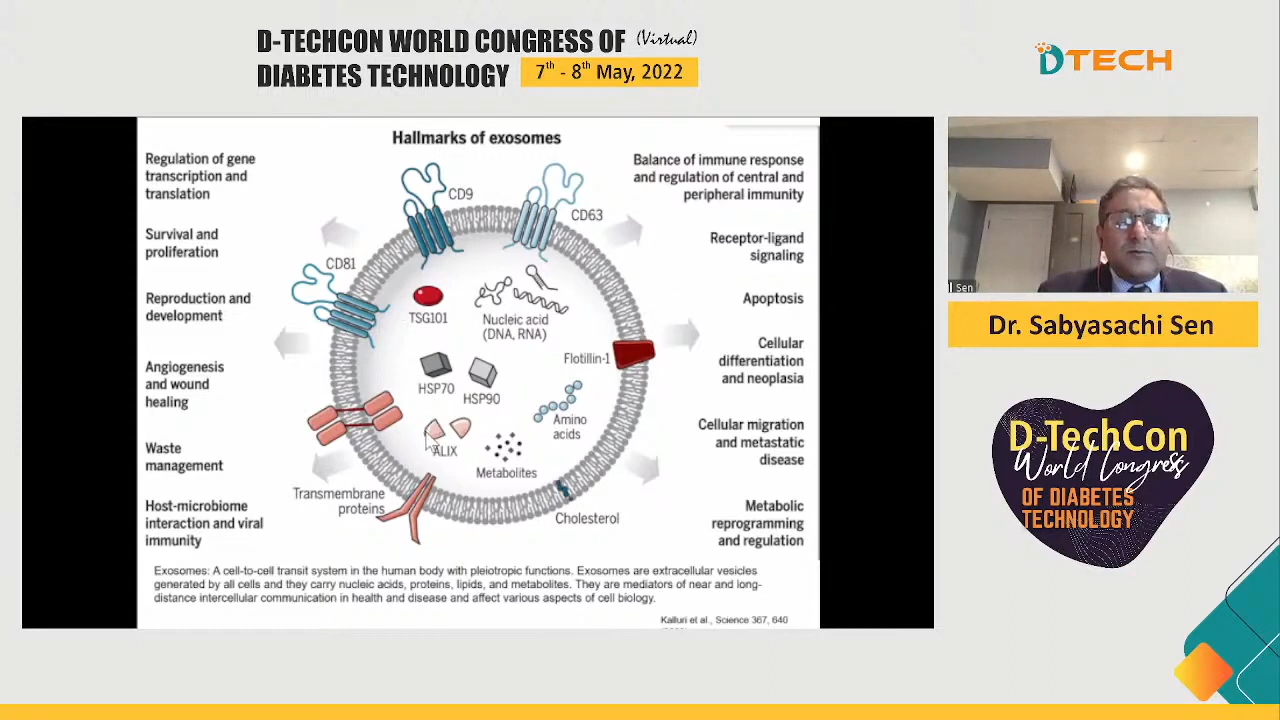 D-TECHCON WORLD CONGRESS OF (Virtual)
DIABETES TECHNOLOGY 7th - 8th May, 2022
DTECH
Hallmarks of exosomes
Regulation of gene
transcription and
translation
Survival and
proliferation
Reproduction and
development
Angiogenesis
and wound
healing
Waste
management
Host-microbiome
interaction and viral
immunity
CD9
CD63
CD81
TSG101
Nucleic acid
(DNA, RNA)
Flotillin-1
HSP70
HSP90
Amino
acids
ALIX
Metabolites
Transmembrane
proteins
Cholesterol
Balance of immune response
and regulation of central and
peripheral immunity
Receptor-ligand
signaling
Apoptosis
Cellular
differentiation
and neoplasia
Cellular migration
and metastatic
disease
Metabolic
reprogramming
and regulation
Exosomes: A cell-to-cell transit system in the human body with pleiotropic functions. Exosomes are extracellular vesicles
generated by all cells and they carry nucleic acids, proteins, lipids, and metabolites. They are mediators of near and long-
distance intercellular communication in health and disease and affect various aspects of cell biology.
Kalluri et al., Science 367, 640
Sen
Dr. Sabyasachi Sen
D-TechCon
World Congress
OF DIABETES
TECHNOLOGY